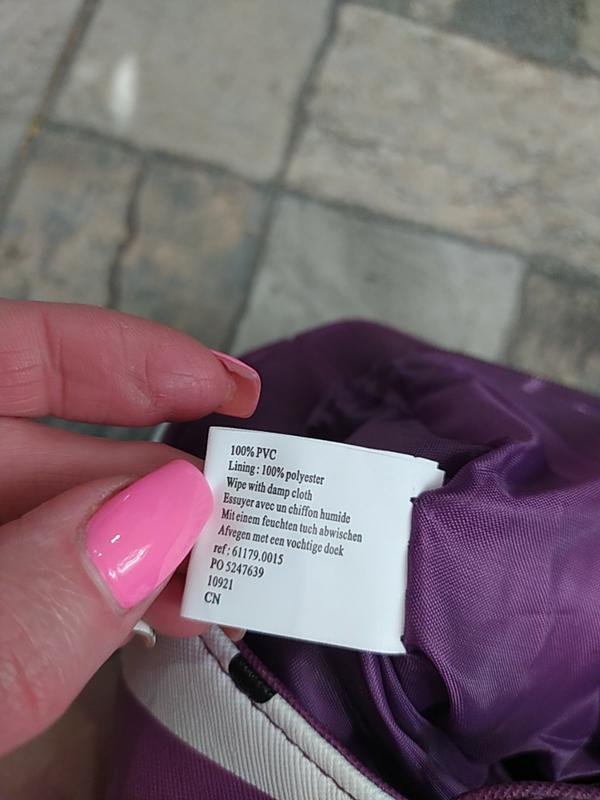 100% PVC
Lining : 100% polyester
Wipe with damp cloth
Essuyer avec un chiffon humide
Mit einem feuchten tuch abwischen
Afvegen met een vochtige doek
ref : 61179.0015
PO 5247639
10921
CN